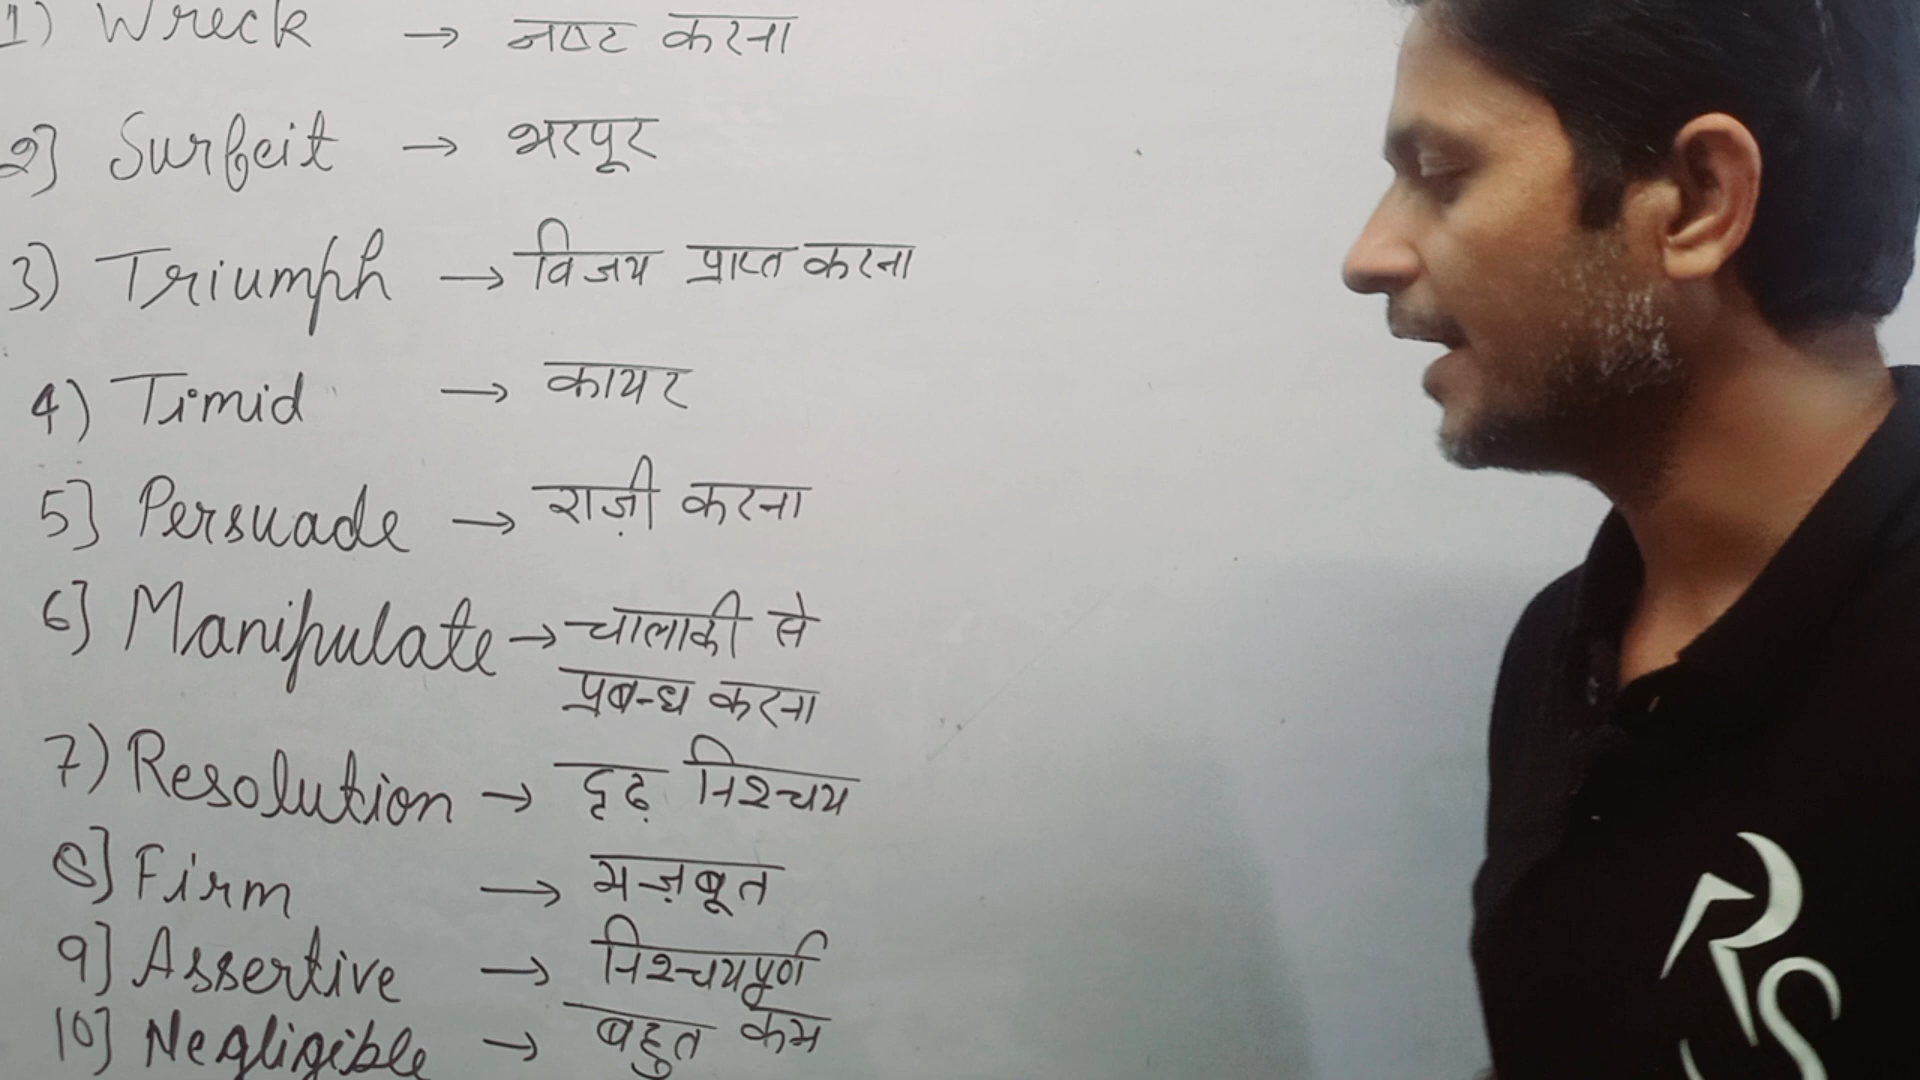 1) Wreck → नष्ट करना
2] Surfeit → भरपूर
3) Triumph → विजय प्राप्त करना
4) Timid → कायर
5] Persuade → राज़ी करना
6] Manipulate → चालाकी से
प्रबन्ध करना
7) Resolution → दृढ़ निश्चय
8] Firm → मज़बूत
9] Assertive → निश्चयपूर्ण
10] Negligible → बहुत कम
RS